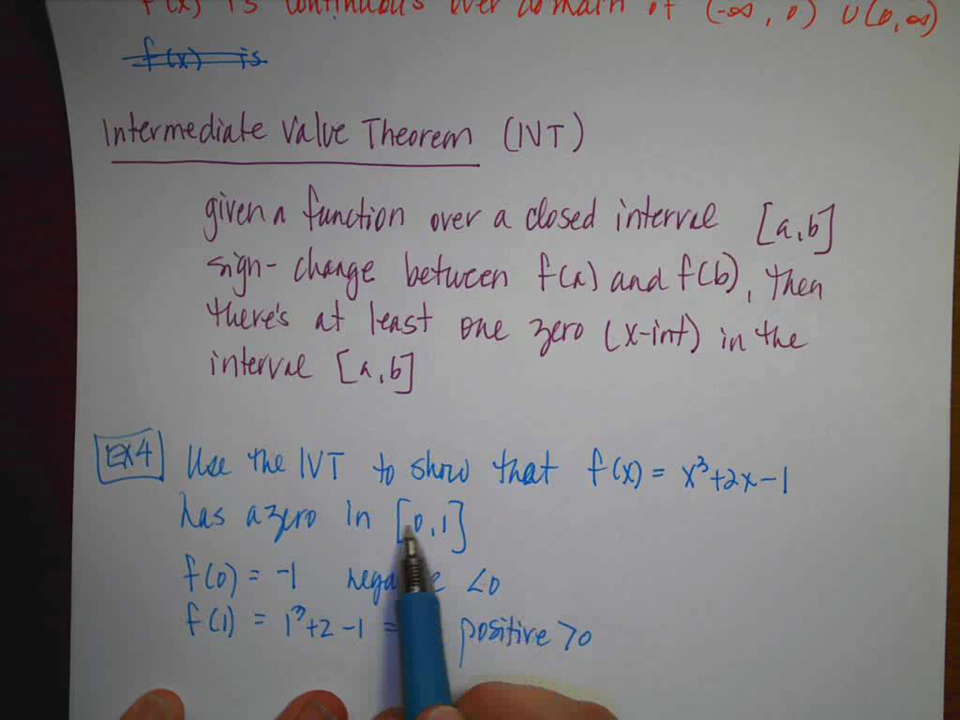 f(x) is continuous over domain of (-∞, 0) ∪ (0, ∞)
f(x) is
Intermediate Value Theorem (IVT)
given a function over a closed interval [a,b]
sign-change between f(a) and f(b), then
there's at least one zero (x-int) in the
interval [a,b]
EX4 Use the IVT to show that f(x) = x³+2x-1
has a zero in [0,1]
f(0) = -1 <0
f(1) = 1³+2-1 = positive >0